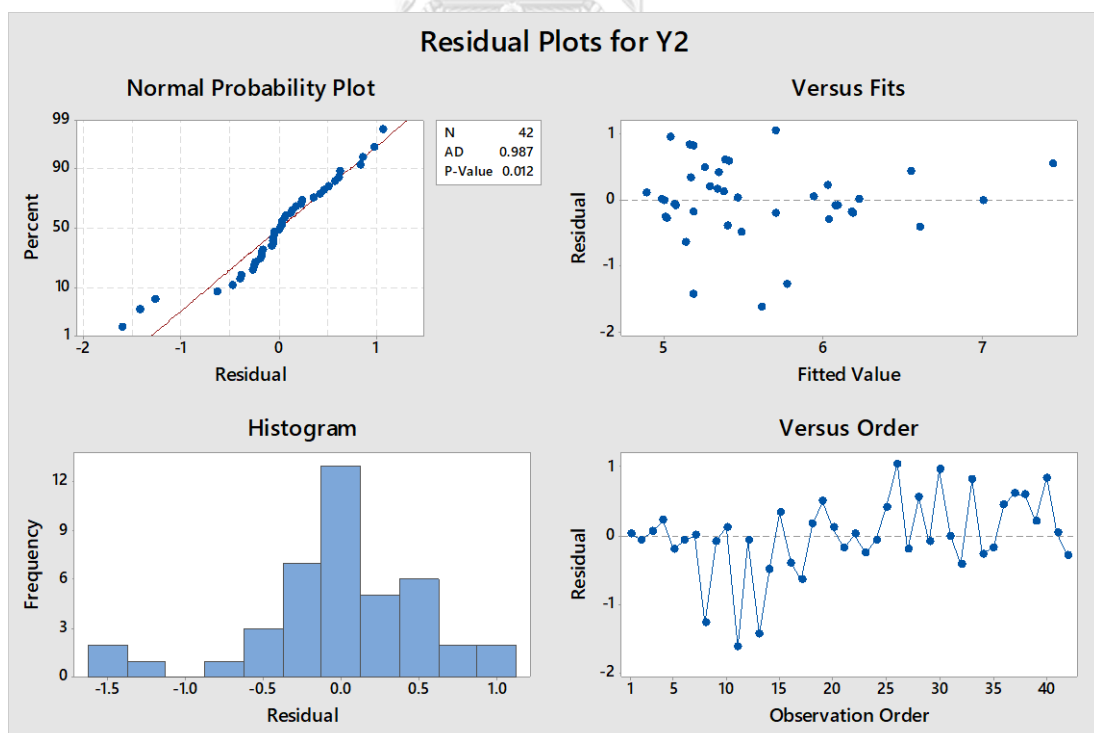 Residual Plots for Y2
Normal Probability Plot
99
90
50
10
1
Percent
-2 -1 0 1
Residual
N 42
AD 0.987
P-Value 0.012
Versus Fits
1
0
-1
-2
Residual
5 6 7
Fitted Value
Histogram
12
9
6
3
0
Frequency
-1.5 -1.0 -0.5 0.0 0.5 1.0
Residual
Versus Order
1
0
-1
-2
Residual
1 5 10 15 20 25 30 35 40
Observation Order